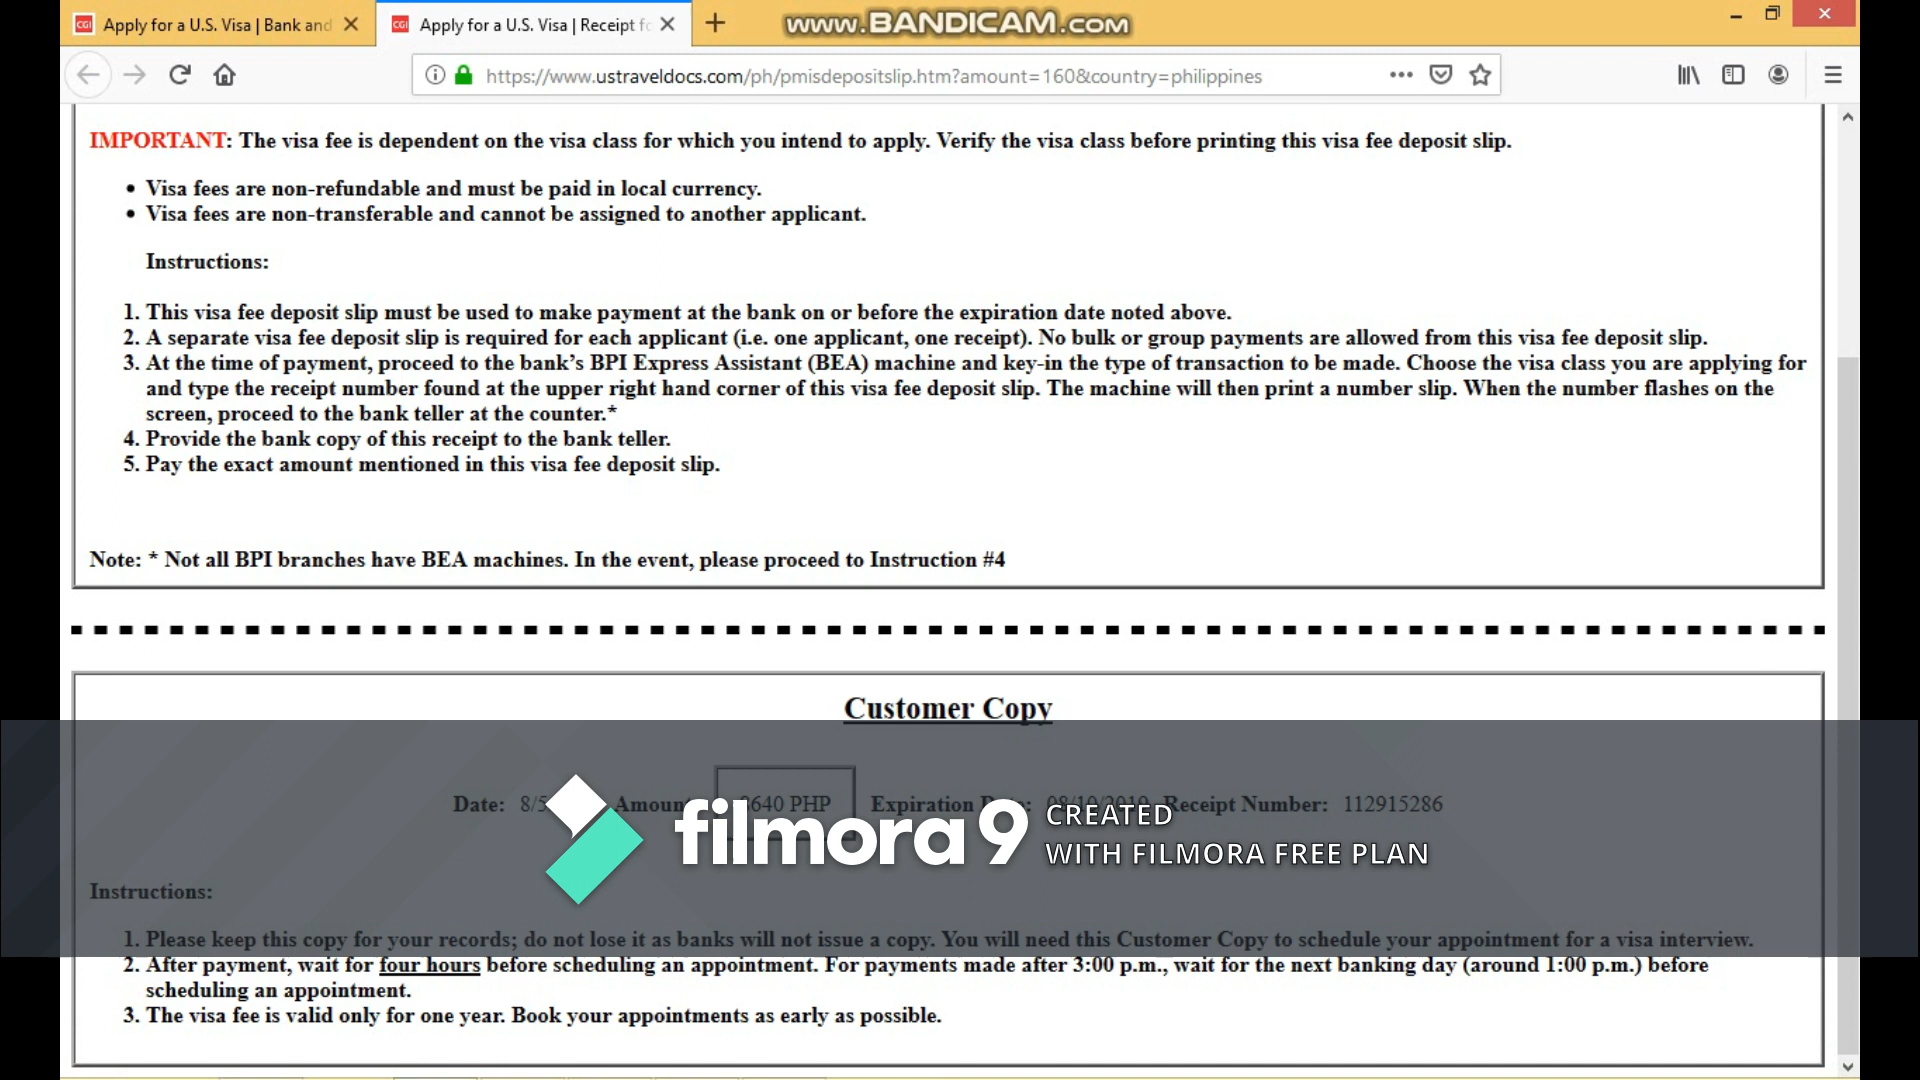 Apply for a U.S. Visa | Bank and
Apply for a U.S. Visa | Receipt fo
www.BANDICAM.com
https://www.ustraveldocs.com/ph/pmisdepositslip.htm?amount=160&country=philippines
IMPORTANT: The visa fee is dependent on the visa class for which you intend to apply. Verify the visa class before printing this visa fee deposit slip.
• Visa fees are non-refundable and must be paid in local currency.
• Visa fees are non-transferable and cannot be assigned to another applicant.
Instructions:
1. This visa fee deposit slip must be used to make payment at the bank on or before the expiration date noted above.
2. A separate visa fee deposit slip is required for each applicant (i.e. one applicant, one receipt). No bulk or group payments are allowed from this visa fee deposit slip.
3. At the time of payment, proceed to the bank’s BPI Express Assistant (BEA) machine and key-in the type of transaction to be made. Choose the visa class you are applying for
and type the receipt number found at the upper right hand corner of this visa fee deposit slip. The machine will then print a number slip. When the number flashes on the
screen, proceed to the bank teller at the counter.*
4. Provide the bank copy of this receipt to the bank teller.
5. Pay the exact amount mentioned in this visa fee deposit slip.
Note: * Not all BPI branches have BEA machines. In the event, please proceed to Instruction #4
Customer Copy
Date: Amount 640 PHP Expiration Receipt Number: 112915286
filmora 9 CREATED
WITH FILMORA FREE PLAN
Instructions:
1. Please keep this copy for your records; do not lose it as banks will not issue a copy. You will need this Customer Copy to schedule your appointment for a visa interview.
2. After payment, wait for four hours before scheduling an appointment. For payments made after 3:00 p.m., wait for the next banking day (around 1:00 p.m.) before
scheduling an appointment.
3. The visa fee is valid only for one year. Book your appointments as early as possible.